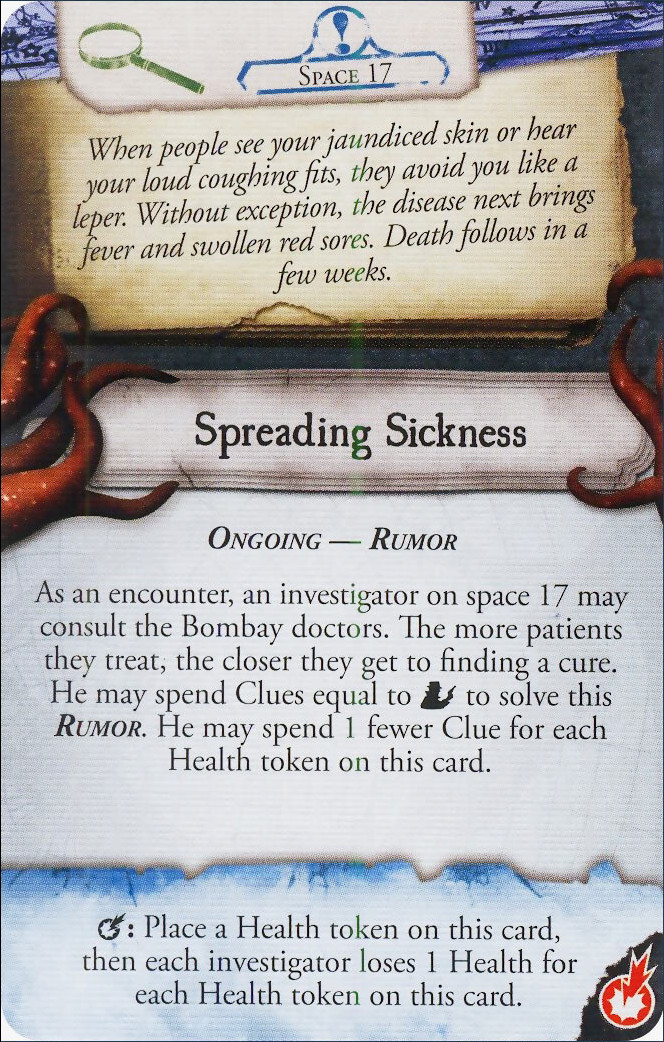 SPACE 17
When people see your jaundiced skin or hear
your loud coughing fits, they avoid you like a
leper. Without exception, the disease next brings
fever and swollen red sores. Death follows in a
few weeks.
Spreading Sickness
ONGOING — RUMOR
As an encounter, an investigator on space 17 may
consult the Bombay doctors. The more patients
they treat, the closer they get to finding a cure.
He may spend Clues equal to to solve this
RUMOR. He may spend 1 fewer Clue for each
Health token on this card.
: Place a Health token on this card,
then each investigator loses 1 Health for
each Health token on this card.